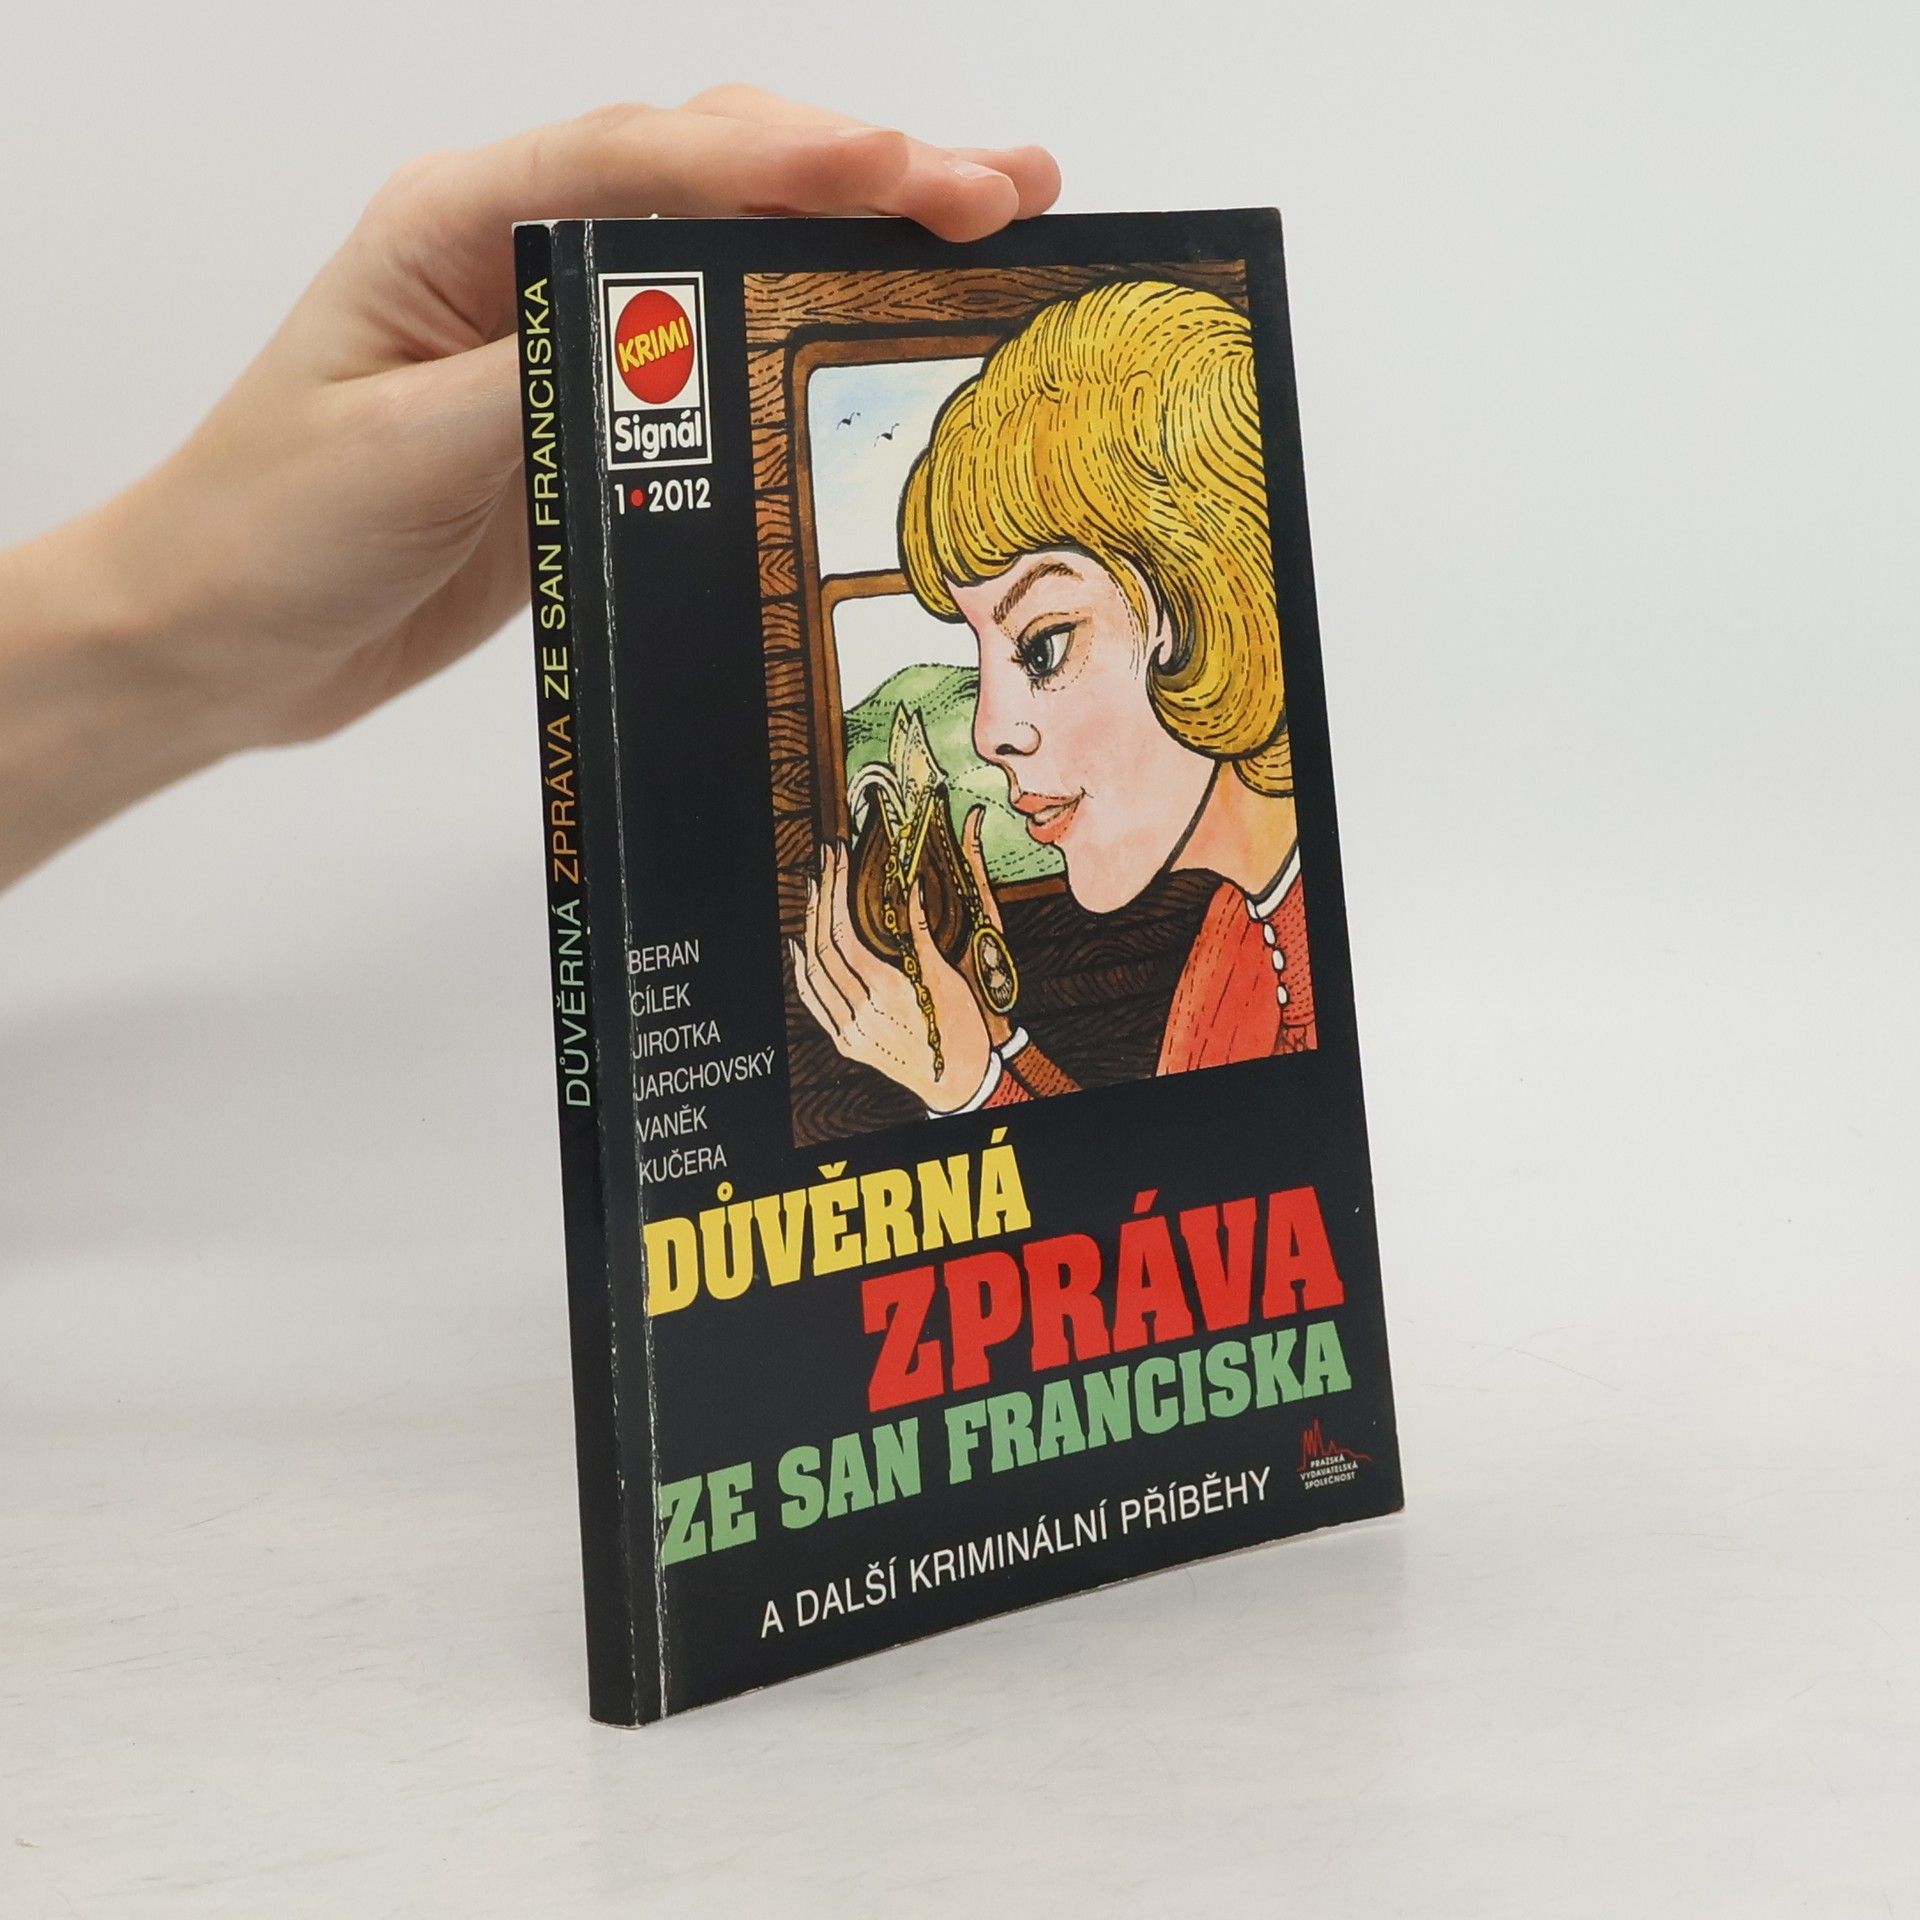 DŮVĚRNÁ ZPRÁVA ZE SAN FRANCISKA
KRIMI
Signál
1•2012
BERAN
CÍLEK
JIROTKA
JARCHOVSKÝ
VANĚK
KUČERA
DŮVĚRNÁ
ZPRÁVA
ZE SAN FRANCISKA
A DALŠÍ KRIMINÁLNÍ PŘÍBĚHY
PRAŽSKÁ
VYDAVATELSKÁ
SPOLEČNOST